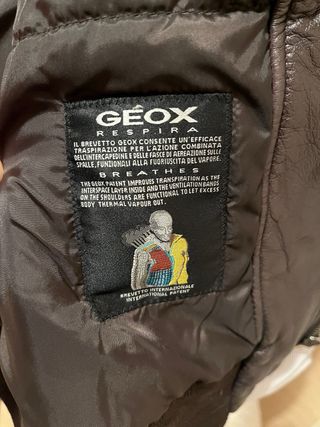 GEOX
RESPIRA
IL BREVETTO GEOX CONSENTE UN'EFFICACE
TRASPIRAZIONE PER L'AZIONE COMBINATA
DELL'INTERCAPEDINE E DELLE FASCE DI AEREAZIONE SULLE
SPALLE, FUNZIONALI ALLA FUORISCITA DEL VAPORE.
BREATHES
THE GEOX PATENT IMPROVES TRANSPIRATION AS THE
INTERSPACE LAYER INSIDE AND THE VENTILATION BANDS
ON THE SHOULDERS ARE FUNCTIONAL TO LET EXCESS
BODY THERMAL VAPOUR OUT.
BREVETTO INTERNAZIONALE
INTERNATIONAL PATENT